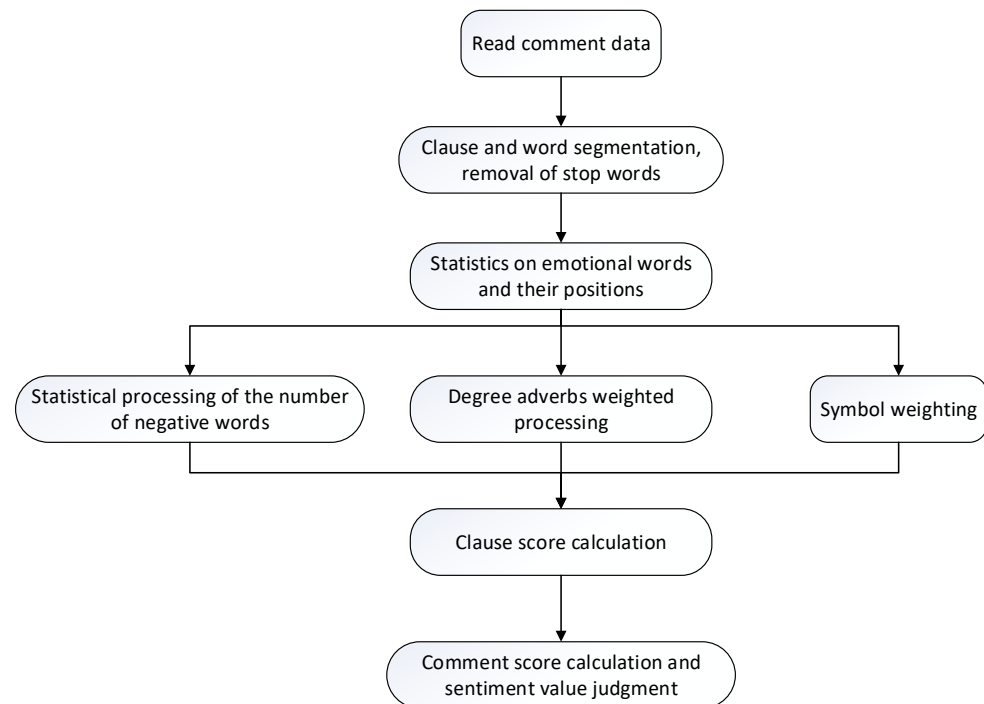 Read comment data
Clause and word segmentation,
removal of stop words
Statistics on emotional words
and their positions
Statistical processing of the number
of negative words
Degree adverbs weighted
processing
Symbol weighting
Clause score calculation
Comment score calculation and
sentiment value judgment